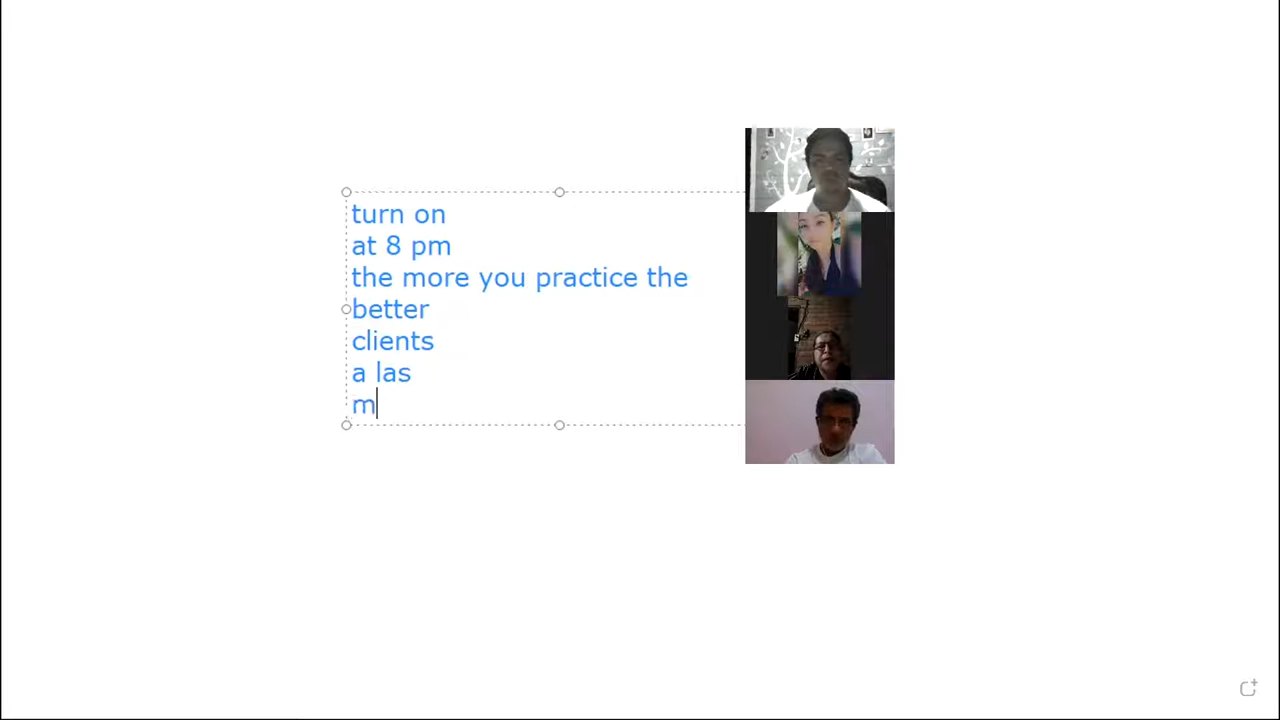 turn on
at 8 pm
the more you practice the
better
clients
a las
m